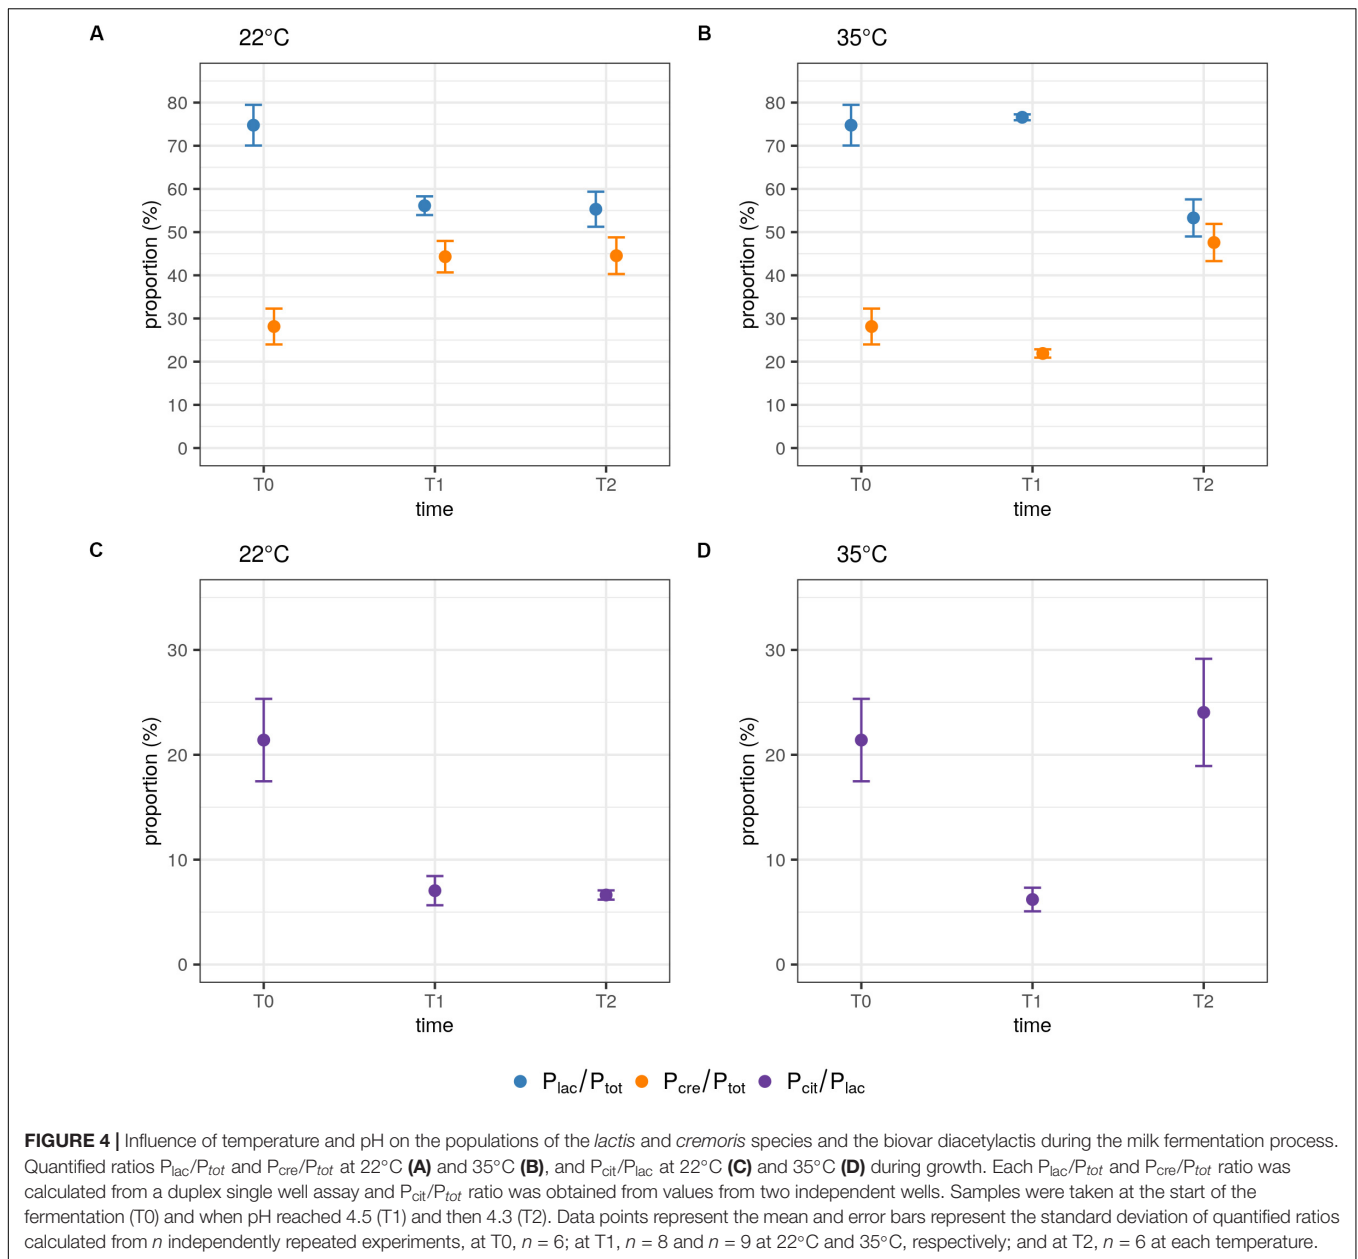 A
22°C
80
70
60
50
40
30
20
10
0
proportion (%)
T0 T1 T2
time
B
35°C
80
70
60
50
40
30
20
10
0
proportion (%)
T0 T1 T2
time
C
22°C
30
20
10
0
proportion (%)
T0 T1 T2
time
D
35°C
30
20
10
0
proportion (%)
T0 T1 T2
time
Plac/Ptot Pcre/Ptot Pcit/Plac
FIGURE 4 | Influence of temperature and pH on the populations of the lactis and cremoris species and the biovar diacetylactis during the milk fermentation process.
Quantified ratios Plac/Ptot and Pcre/Ptot at 22°C (A) and 35°C (B), and Pcit/Plac at 22°C (C) and 35°C (D) during growth. Each Plac/Ptot and Pcre/Ptot ratio was
calculated from a duplex single well assay and Pcit/Ptot ratio was obtained from values from two independent wells. Samples were taken at the start of the
fermentation (T0) and when pH reached 4.5 (T1) and then 4.3 (T2). Data points represent the mean and error bars represent the standard deviation of quantified ratios
calculated from n independently repeated experiments, at T0, n = 6; at T1, n = 8 and n = 9 at 22°C and 35°C, respectively; and at T2, n = 6 at each temperature.